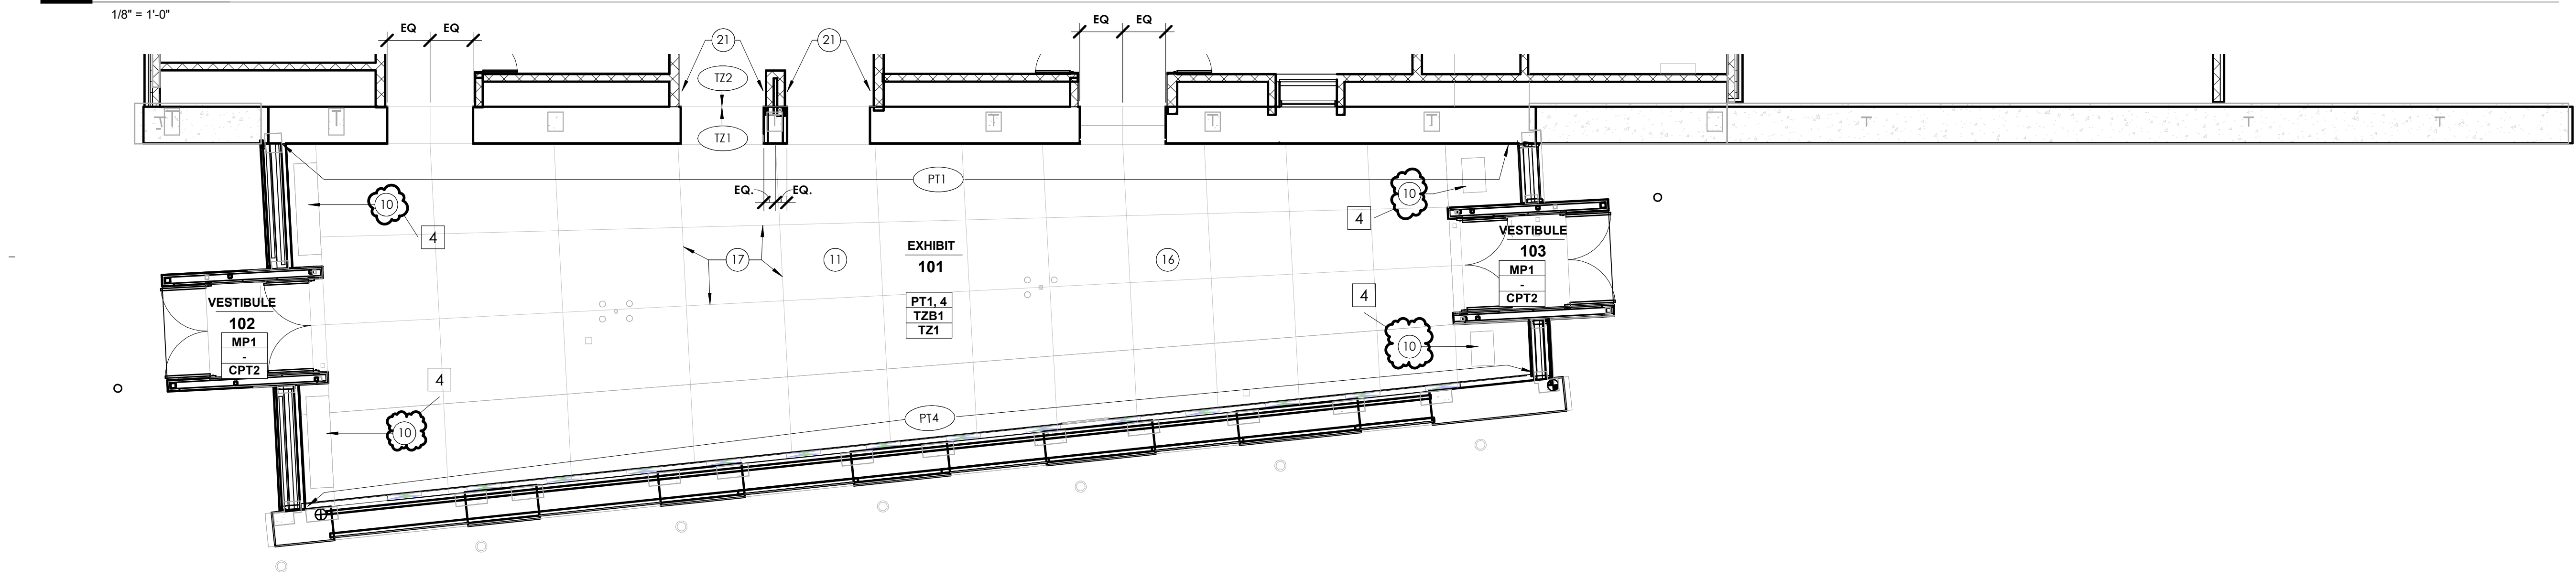 1/8" = 1'-0"
EQ EQ
21
21
EQ EQ
TZ2
TZ1
T
T
T
T
T
T
T
T
T
T
PT1
EQ. EQ.
10
4
10
4
17
11
EXHIBIT
101
16
PT1, 4
TZB1
TZ1
VESTIBULE
103
MP1
-
CPT2
VESTIBULE
102
MP1
-
CPT2
4
10
4
10
PT4